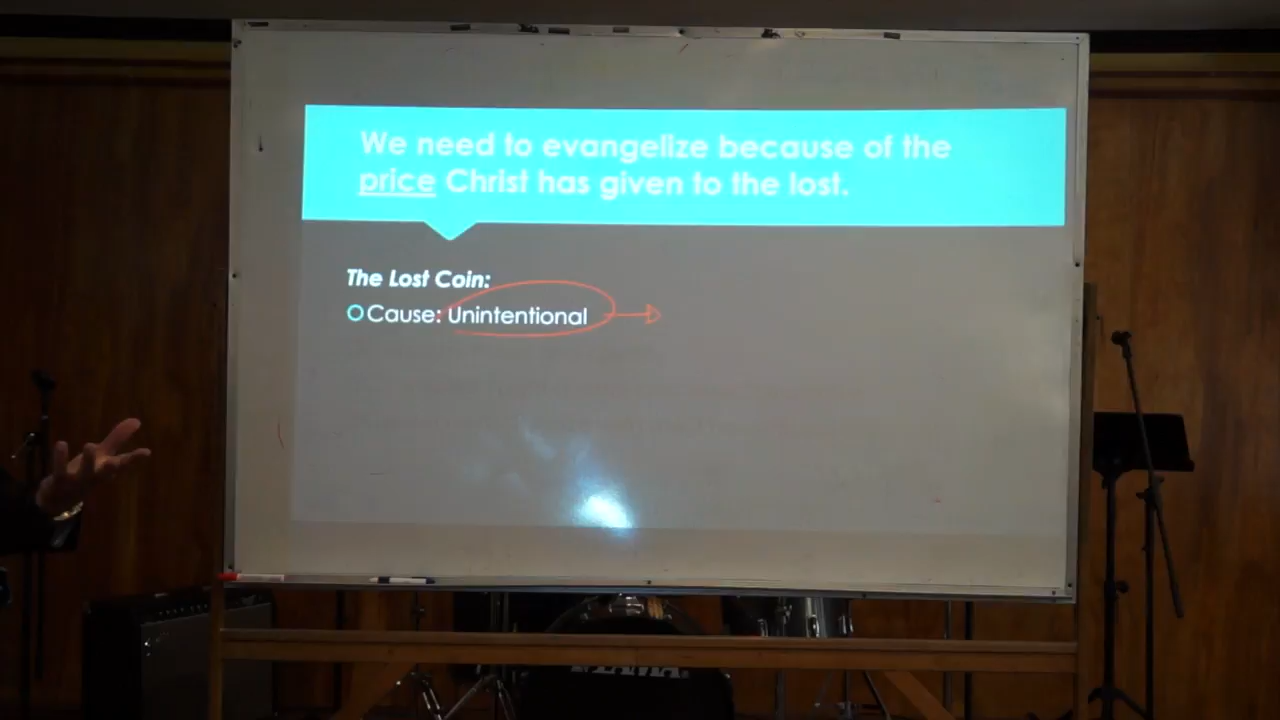 We need to evangelize because of the
price Christ has given to the lost.
The Lost Coin:
Cause: Unintentional
TAMA